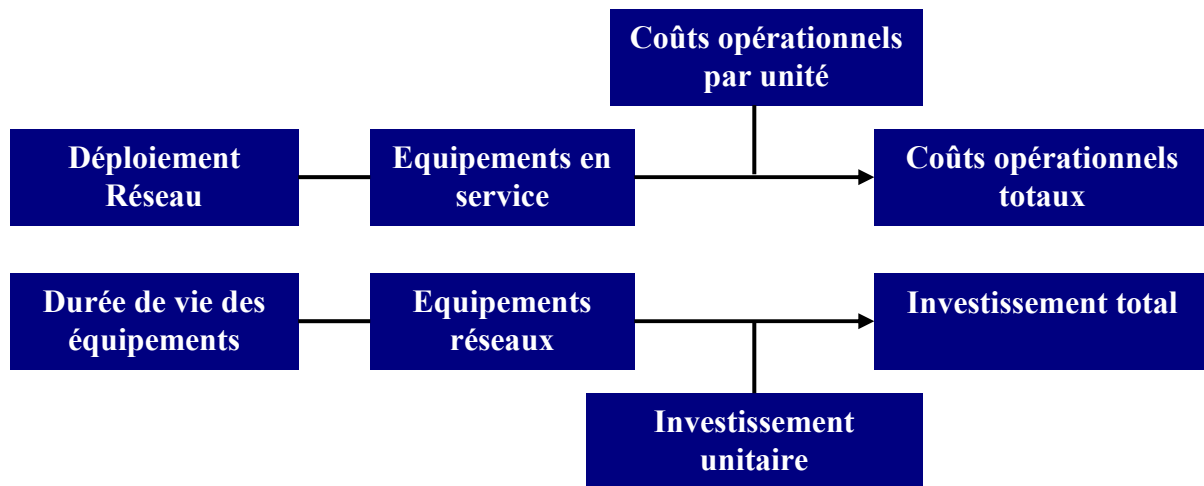 Coûts opérationnels
par unité
Déploiement
Réseau
Equipements en
service
Coûts opérationnels
totaux
Durée de vie des
équipements
Equipements
réseaux
Investissement total
Investissement
unitaire